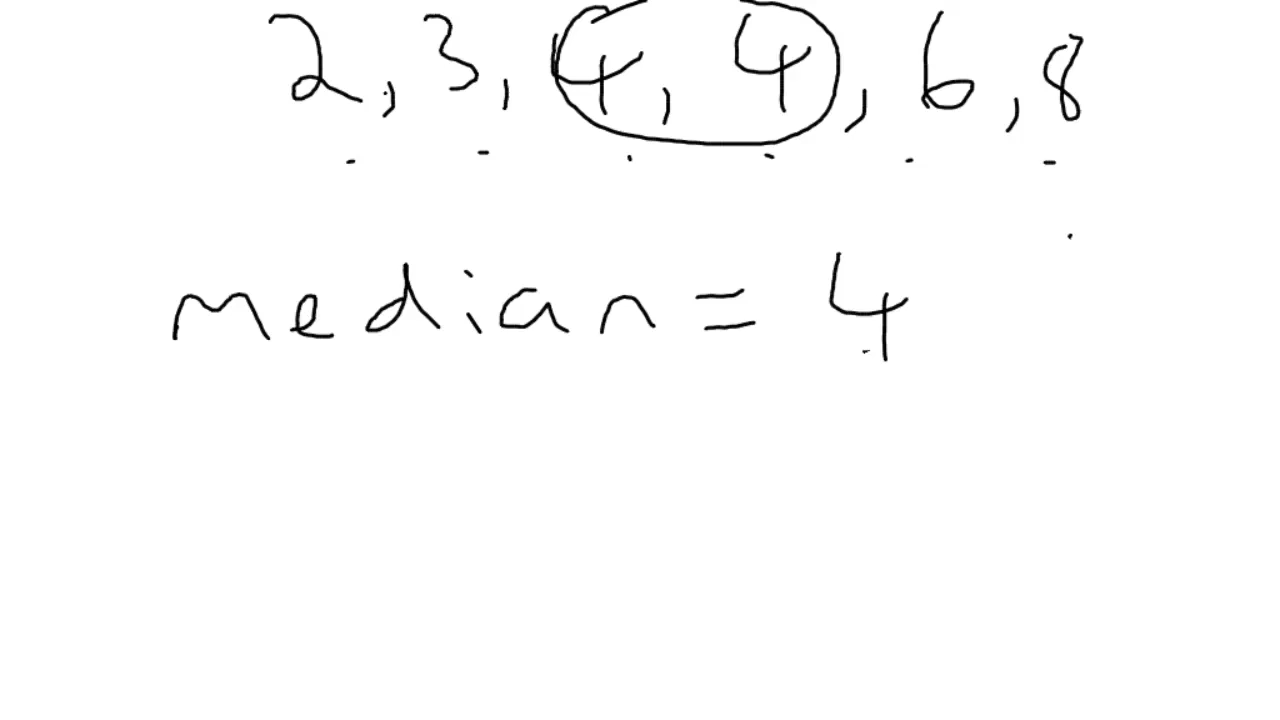 2, 3, 4, 4, 6, 8
median = 4